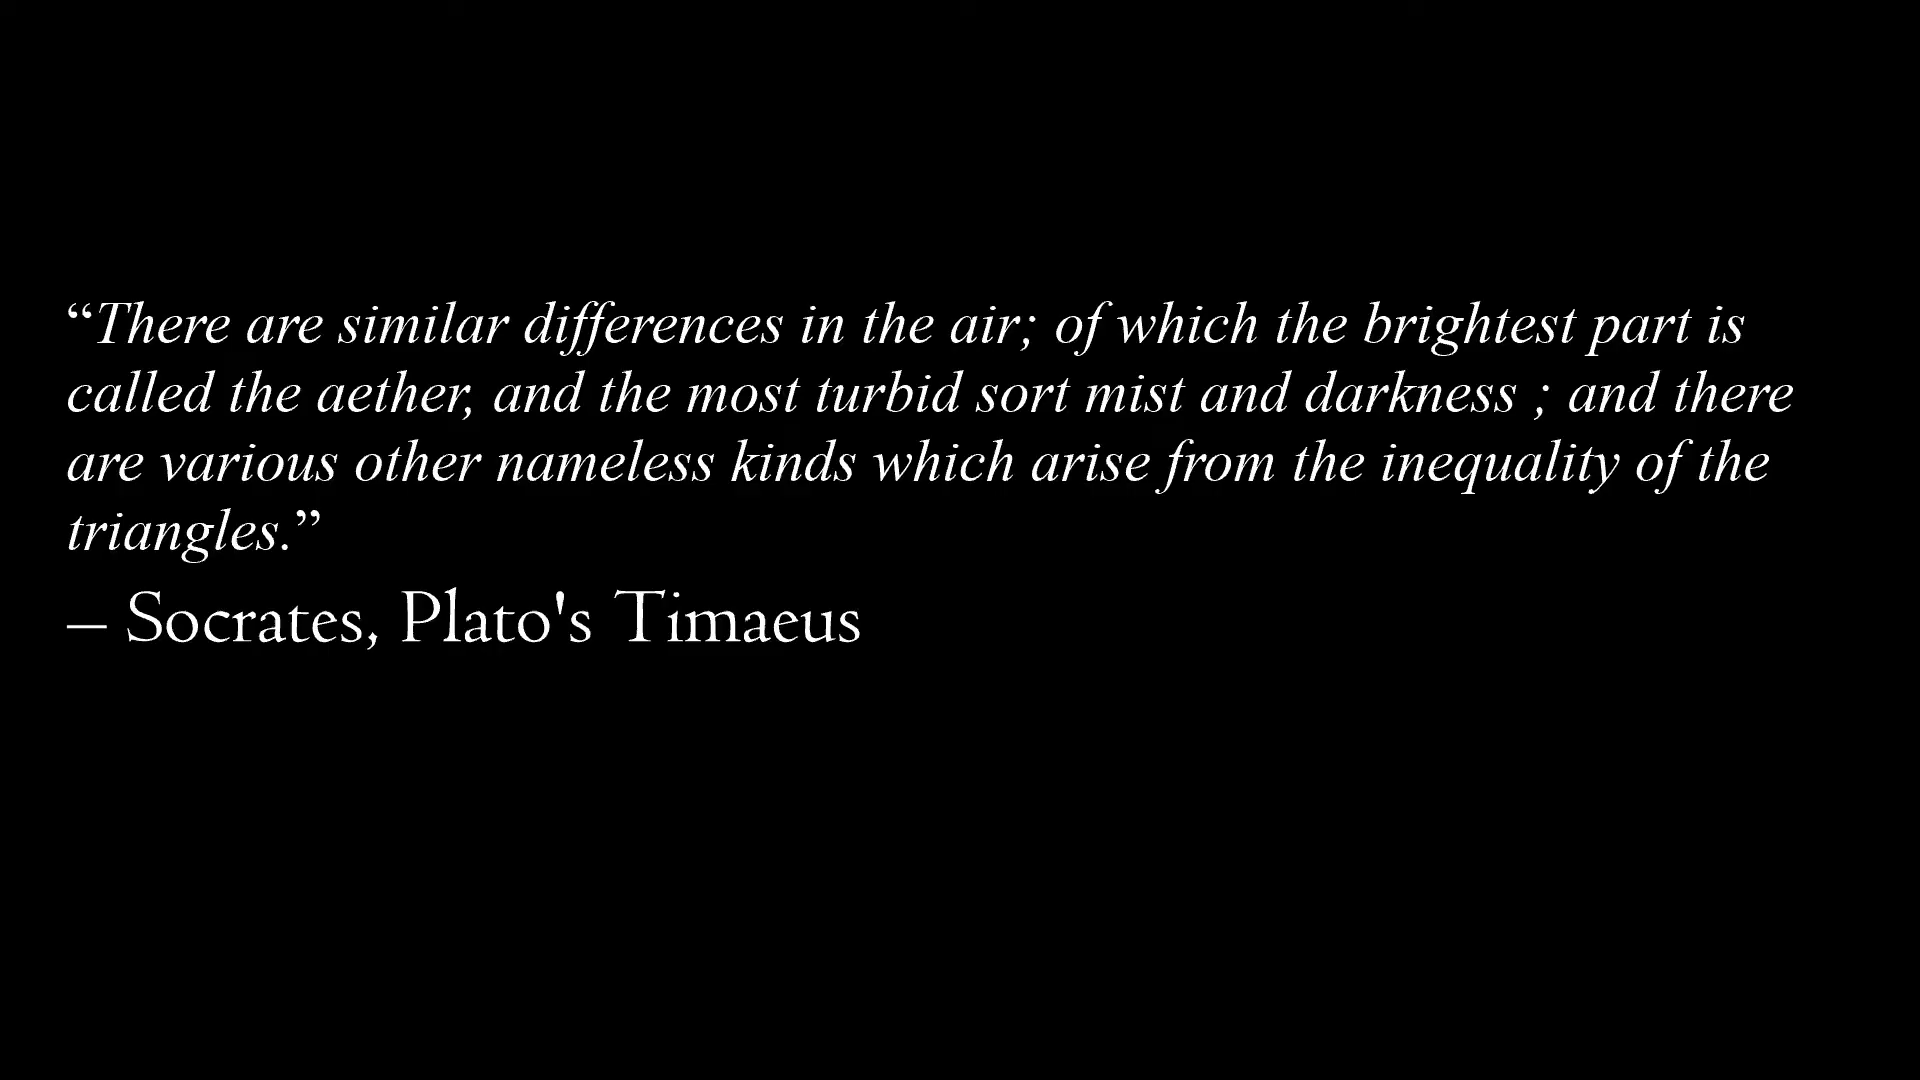 “There are similar differences in the air; of which the brightest part is
called the aether, and the most turbid sort mist and darkness ; and there
are various other nameless kinds which arise from the inequality of the
triangles.”
– Socrates, Plato's Timaeus